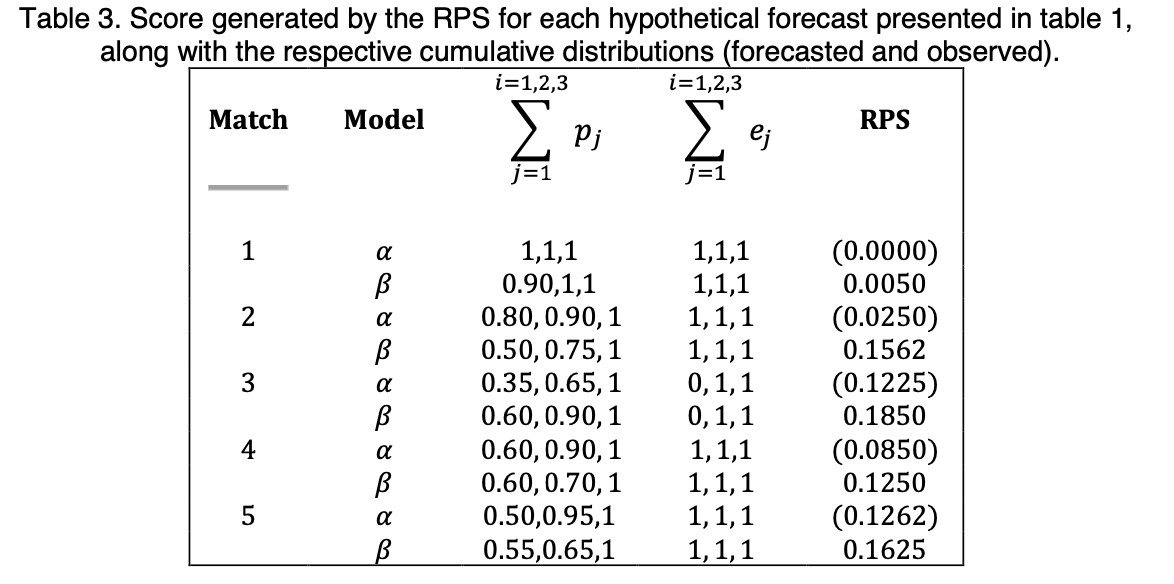 Table 3. Score generated by the RPS for each hypothetical forecast presented in table 1,
along with the respective cumulative distributions (forecasted and observed).
i=1,2,3 i=1,2,3
Match Model ∑ pj ∑ ej RPS
j=1 j=1
1 α 1,1,1 1,1,1 (0.0000)
β 0.90,1,1 1,1,1 0.0050
2 α 0.80, 0.90, 1 1, 1, 1 (0.0250)
β 0.50, 0.75, 1 1, 1, 1 0.1562
3 α 0.35, 0.65, 1 0, 1, 1 (0.1225)
β 0.60, 0.90, 1 0, 1, 1 0.1850
4 α 0.60, 0.90, 1 1, 1,1 (0.0850)
β 0.60, 0.70, 1 1, 1, 1 0.1250
5 α 0.50,0.95,1 1, 1, 1 (0.1262)
β 0.55,0.65,1 1, 1, 1 0.1625